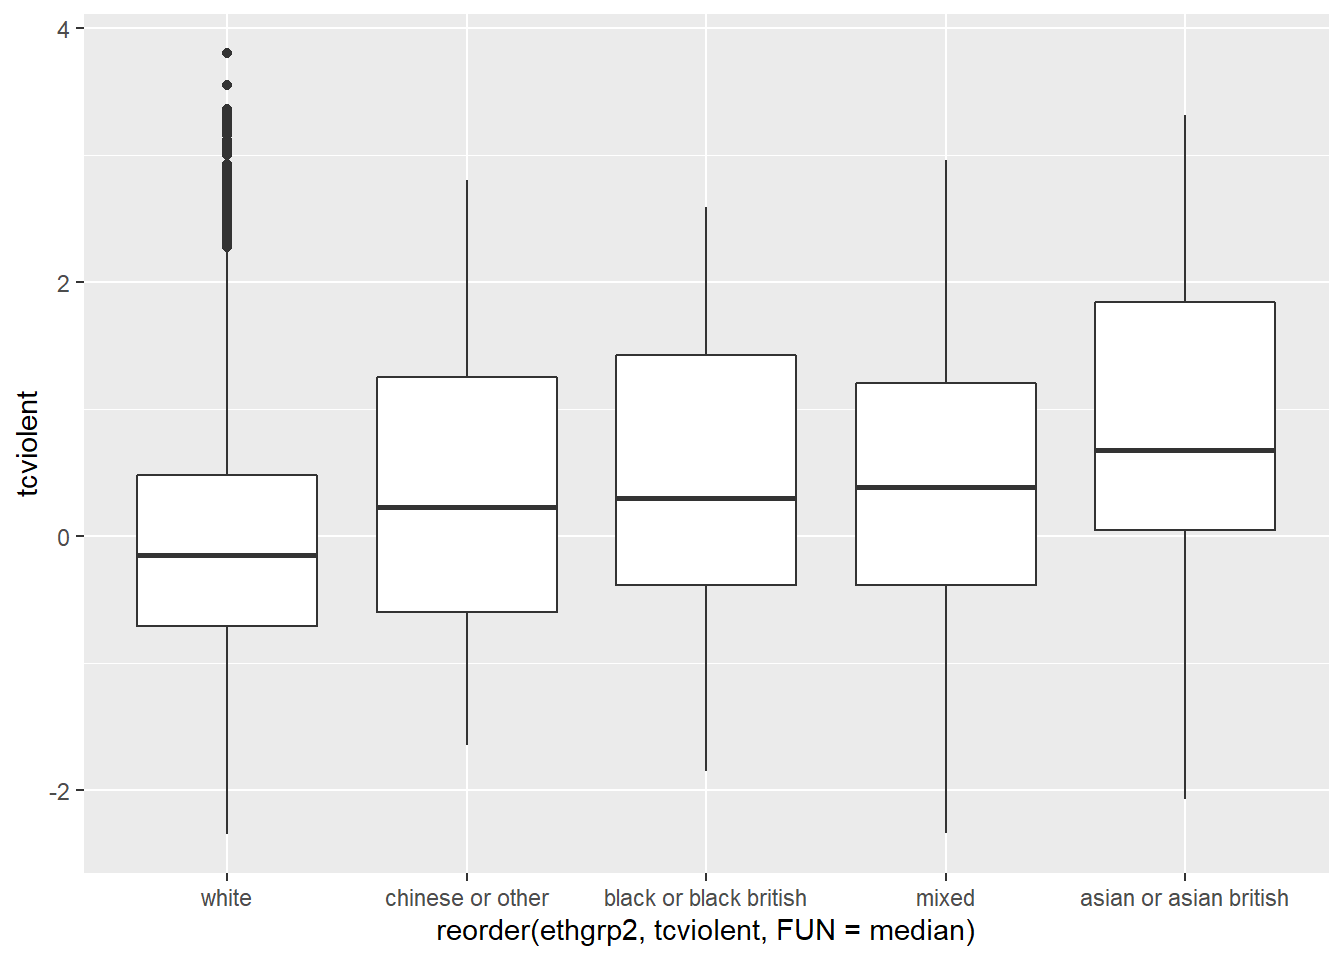 4
2
0
-2
tcviolent
white
chinese or other
black or black british
mixed
asian or asian british
reorder(ethgrp2, tcviolent, FUN = median)